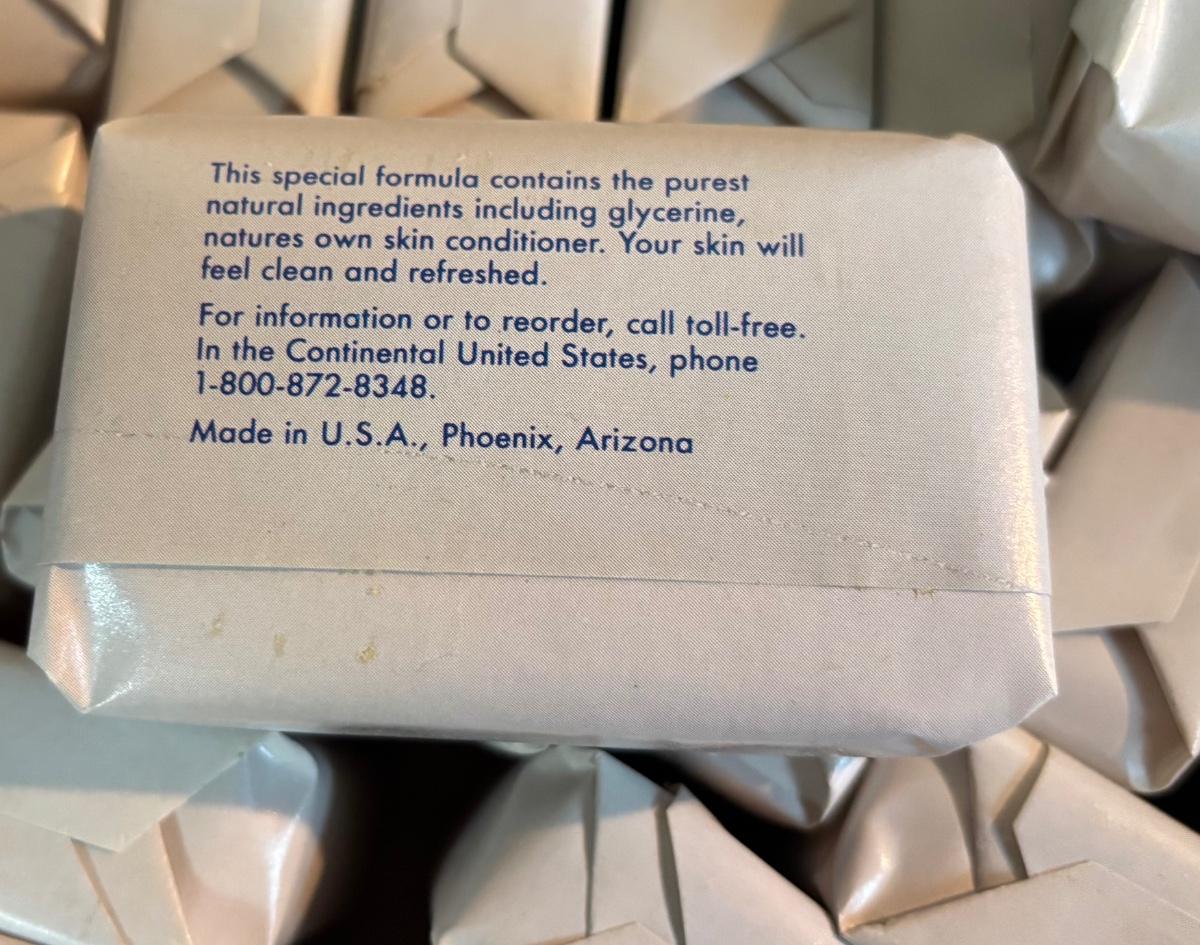 This special formula contains the purest
natural ingredients including glycerine,
natures own skin conditioner. Your skin will
feel clean and refreshed.
For information or to reorder, call toll-free.
In the Continental United States, phone
1-800-872-8348.
Made in U.S.A., Phoenix, Arizona